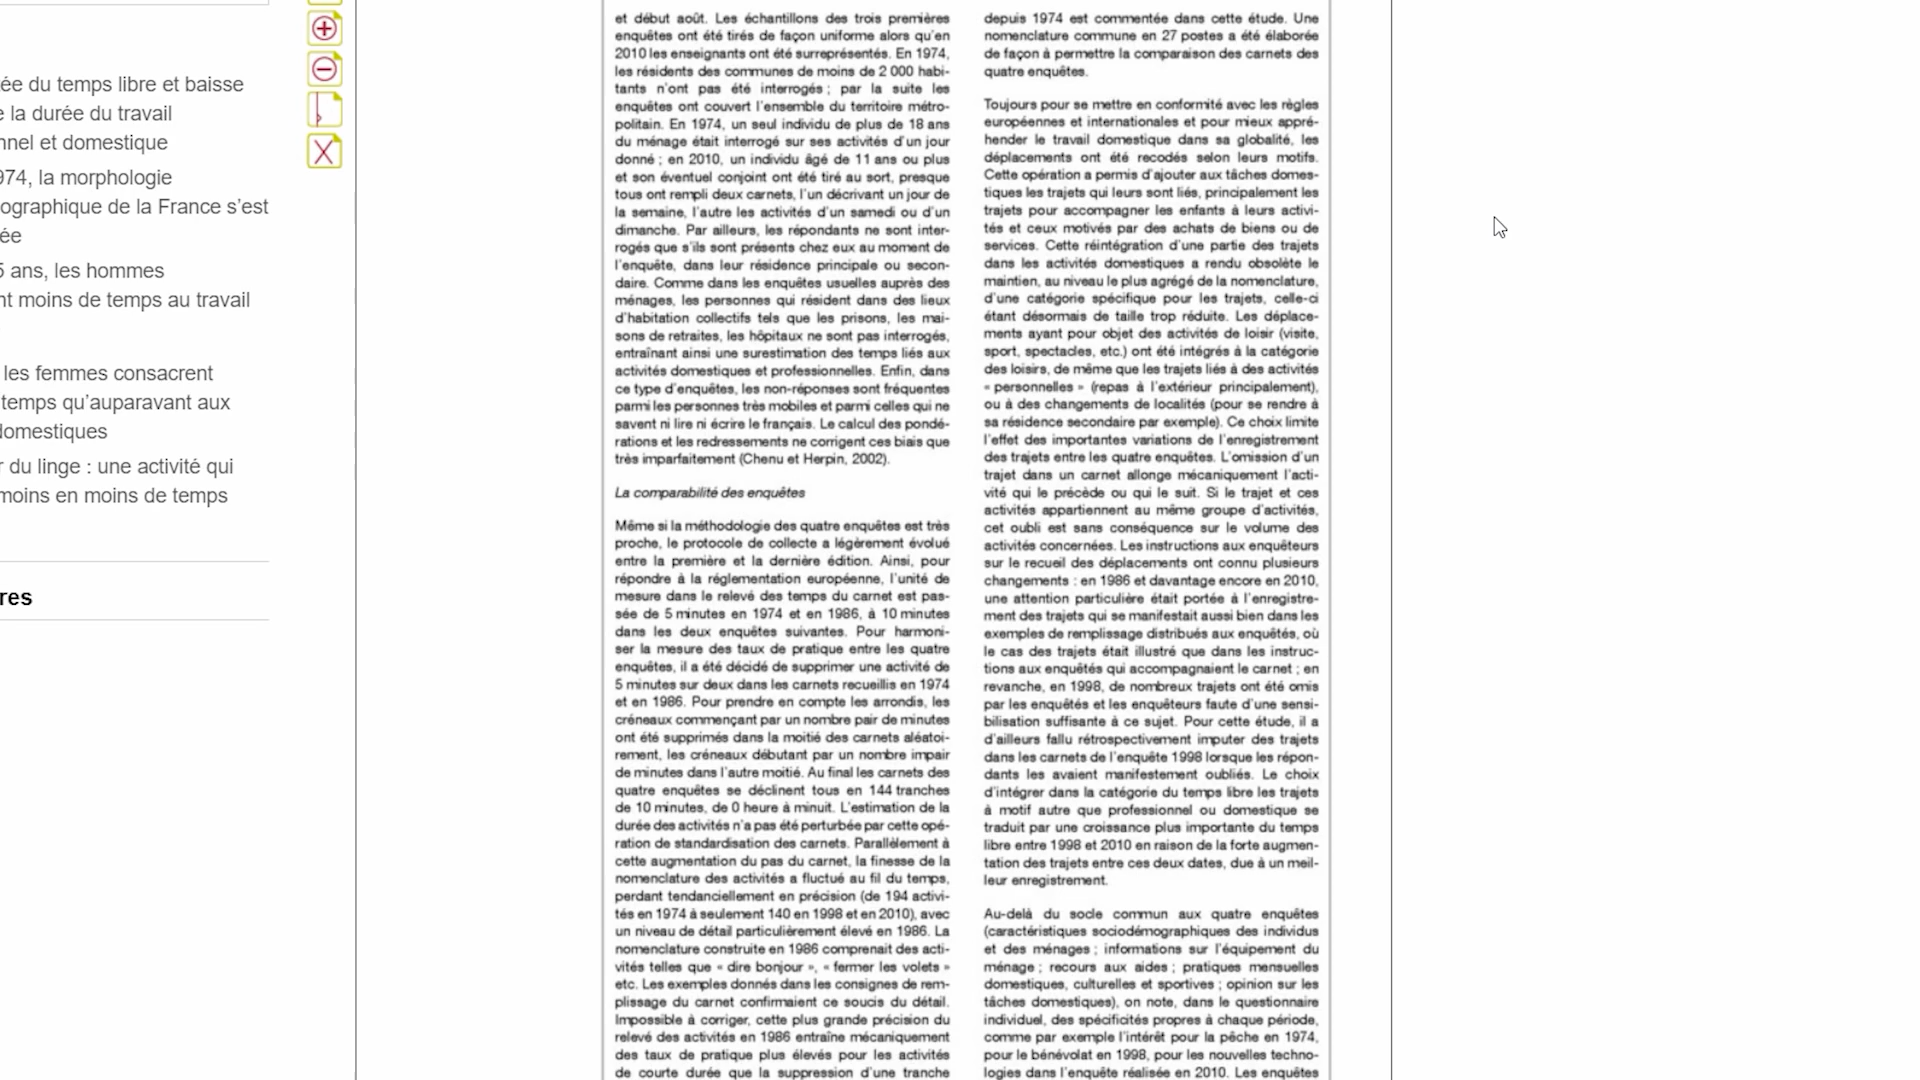 ée du temps libre et baisse
e la durée du travail
nnel et domestique
974, la morphologie
ographique de la France s’est
ée
5 ans, les hommes
nt moins de temps au travail
les femmes consacrent
temps qu’auparavant aux
domestiques
r du linge : une activité qui
moins en moins de temps
res
et début août. Les échantillons des trois premières
enquêtes ont été tirés de façon uniforme alors qu’en
2010 les enseignants ont été surreprésentés. En 1974,
les résidents des communes de moins de 2 000 habi-
tants n’ont pas été interrogés ; par la suite les
enquêtes ont couvert l’ensemble du territoire métro-
politain. En 1974, un seul individu de plus de 18 ans
du ménage était interrogé sur ses activités d’un jour
donné ; en 2010, un individu âgé de 11 ans ou plus
et son éventuel conjoint ont été tiré au sort, presque
tous ont rempli deux carnets, l’un décrivant un jour de
la semaine, l’autre les activités d’un samedi ou d’un
dimanche. Par ailleurs, les répondants ne sont inter-
rogés que s’ils sont présents chez eux au moment de
l’enquête, dans leur résidence principale ou secon-
daire. Comme dans les enquêtes usuelles auprès des
ménages, les personnes qui résident dans des lieux
d’habitation collectifs tels que les prisons, les mai-
sons de retraites, les hôpitaux ne sont pas interrogés,
entraînant ainsi une surestimation des temps liés aux
activités domestiques et professionnelles. Enfin, dans
ce type d’enquêtes, les non-réponses sont fréquentes
parmi les personnes très mobiles et parmi celles qui ne
savent ni lire ni écrire le français. Le calcul des pondé-
rations et les redressements ne corrigent ces biais que
très imparfaitement (Chenu et Herpin, 2002).
La comparabilité des enquêtes
Même si la méthodologie des quatre enquêtes est très
proche, le protocole de collecte a légèrement évolué
entre la première et la dernière édition. Ainsi, pour
répondre à la réglementation européenne, l’unité de
mesure dans le relevé des temps du carnet est pas-
sée de 5 minutes en 1974 et en 1986, à 10 minutes
dans les deux enquêtes suivantes. Pour harmoni-
ser la mesure des taux de pratique entre les quatre
enquêtes, il a été décidé de supprimer une activité de
5 minutes sur deux dans les carnets recueillis en 1974
et en 1986. Pour prendre en compte les arrondis, les
créneaux commençant par un nombre pair de minutes
ont été supprimés dans la moitié des carnets aléatoi-
rement, les créneaux débutant par un nombre impair
de minutes dans l’autre moitié. Au final les carnets des
quatre enquêtes se déclinent tous en 144 tranches
de 10 minutes, de 0 heure à minuit. L’estimation de la
durée des activités n’a pas été perturbée par cette opé-
ration de standardisation des carnets. Parallèlement à
cette augmentation du pas du carnet, la finesse de la
nomenclature des activités a fluctué au fil du temps,
perdant tendanciellement en précision (de 194 activi-
tés en 1974 à seulement 140 en 1998 et en 2010), avec
un niveau de détail particulièrement élevé en 1986. La
nomenclature construite en 1986 comprenait des acti-
vités telles que « dire bonjour », « fermer les volets »
etc. Les exemples donnés dans les consignes de rem-
plissage du carnet confirmaient ce soucis du détail.
Impossible à corriger, cette plus grande précision du
relevé des activités en 1986 entraîne mécaniquement
des taux de pratique plus élevés pour les activités
de courte durée que la suppression d’une tranche
depuis 1974 est commentée dans cette étude. Une
nomenclature commune en 27 postes a été élaborée
de façon à permettre la comparaison des carnets des
quatre enquêtes.
Toujours pour se mettre en conformité avec les règles
européennes et internationales et pour mieux appré-
hender le travail domestique dans sa globalité, les
déplacements ont été recodés selon leurs motifs.
Cette opération a permis d’ajouter aux tâches domes-
tiques les trajets qui leurs sont liés, principalement les
trajets pour accompagner les enfants à leurs activi-
tés et ceux motivés par des achats de biens ou de
services. Cette réintégration d’une partie des trajets
dans les activités domestiques a rendu obsolète le
maintien, au niveau le plus agrégé de la nomenclature,
d’une catégorie spécifique pour les trajets, celle-ci
étant désormais de taille trop réduite. Les déplace-
ments ayant pour objet des activités de loisir (visite,
sport, spectacles, etc.) ont été intégrés à la catégorie
des loisirs, de même que les trajets liés à des activités
« personnelles » (repas à l’extérieur principalement),
ou à des changements de localités (pour se rendre à
sa résidence secondaire par exemple). Ce choix limite
l’effet des importantes variations de l’enregistrement
des trajets entre les quatre enquêtes. L’omission d’un
trajet dans un carnet allonge mécaniquement l’acti-
vité qui le précède ou qui le suit. Si le trajet et ces
activités appartiennent au même groupe d’activités,
cet oubli est sans conséquence sur le volume des
activités concernées. Les instructions aux enquêteurs
sur le recueil des déplacements ont connu plusieurs
changements : en 1986 et davantage encore en 2010,
une attention particulière était portée à l’enregistre-
ment des trajets qui se manifestait aussi bien dans les
exemples de remplissage distribués aux enquêtés, où
le cas des trajets était illustré que dans les instruc-
tions aux enquêtés qui accompagnaient le carnet ; en
revanche, en 1998, de nombreux trajets ont été omis
par les enquêtés et les enquêteurs faute d’une sensi-
bilisation suffisante à ce sujet. Pour cette étude, il a
d’ailleurs fallu rétrospectivement imputer des trajets
dans les carnets de l’enquête 1998 lorsque les répon-
dants les avaient manifestement oubliés. Le choix
d’intégrer dans la catégorie du temps libre les trajets
à motif autre que professionnel ou domestique se
traduit par une croissance plus importante du temps
libre entre 1998 et 2010 en raison de la forte augmen-
tation des trajets entre ces deux dates, due à un meil-
leur enregistrement.
Au-delà du socle commun aux quatre enquêtes
(caractéristiques sociodémographiques des individus
et des ménages ; informations sur l’équipement du
ménage ; recours aux aides ; pratiques mensuelles
domestiques, culturelles et sportives ; opinion sur les
tâches domestiques), on note, dans le questionnaire
individuel, des spécificités propres à chaque période,
comme par exemple l’intérêt pour la pêche en 1974,
pour le bénévolat en 1998, pour les nouvelles techno-
logies dans l’enquête réalisée en 2010. Les enquêtes